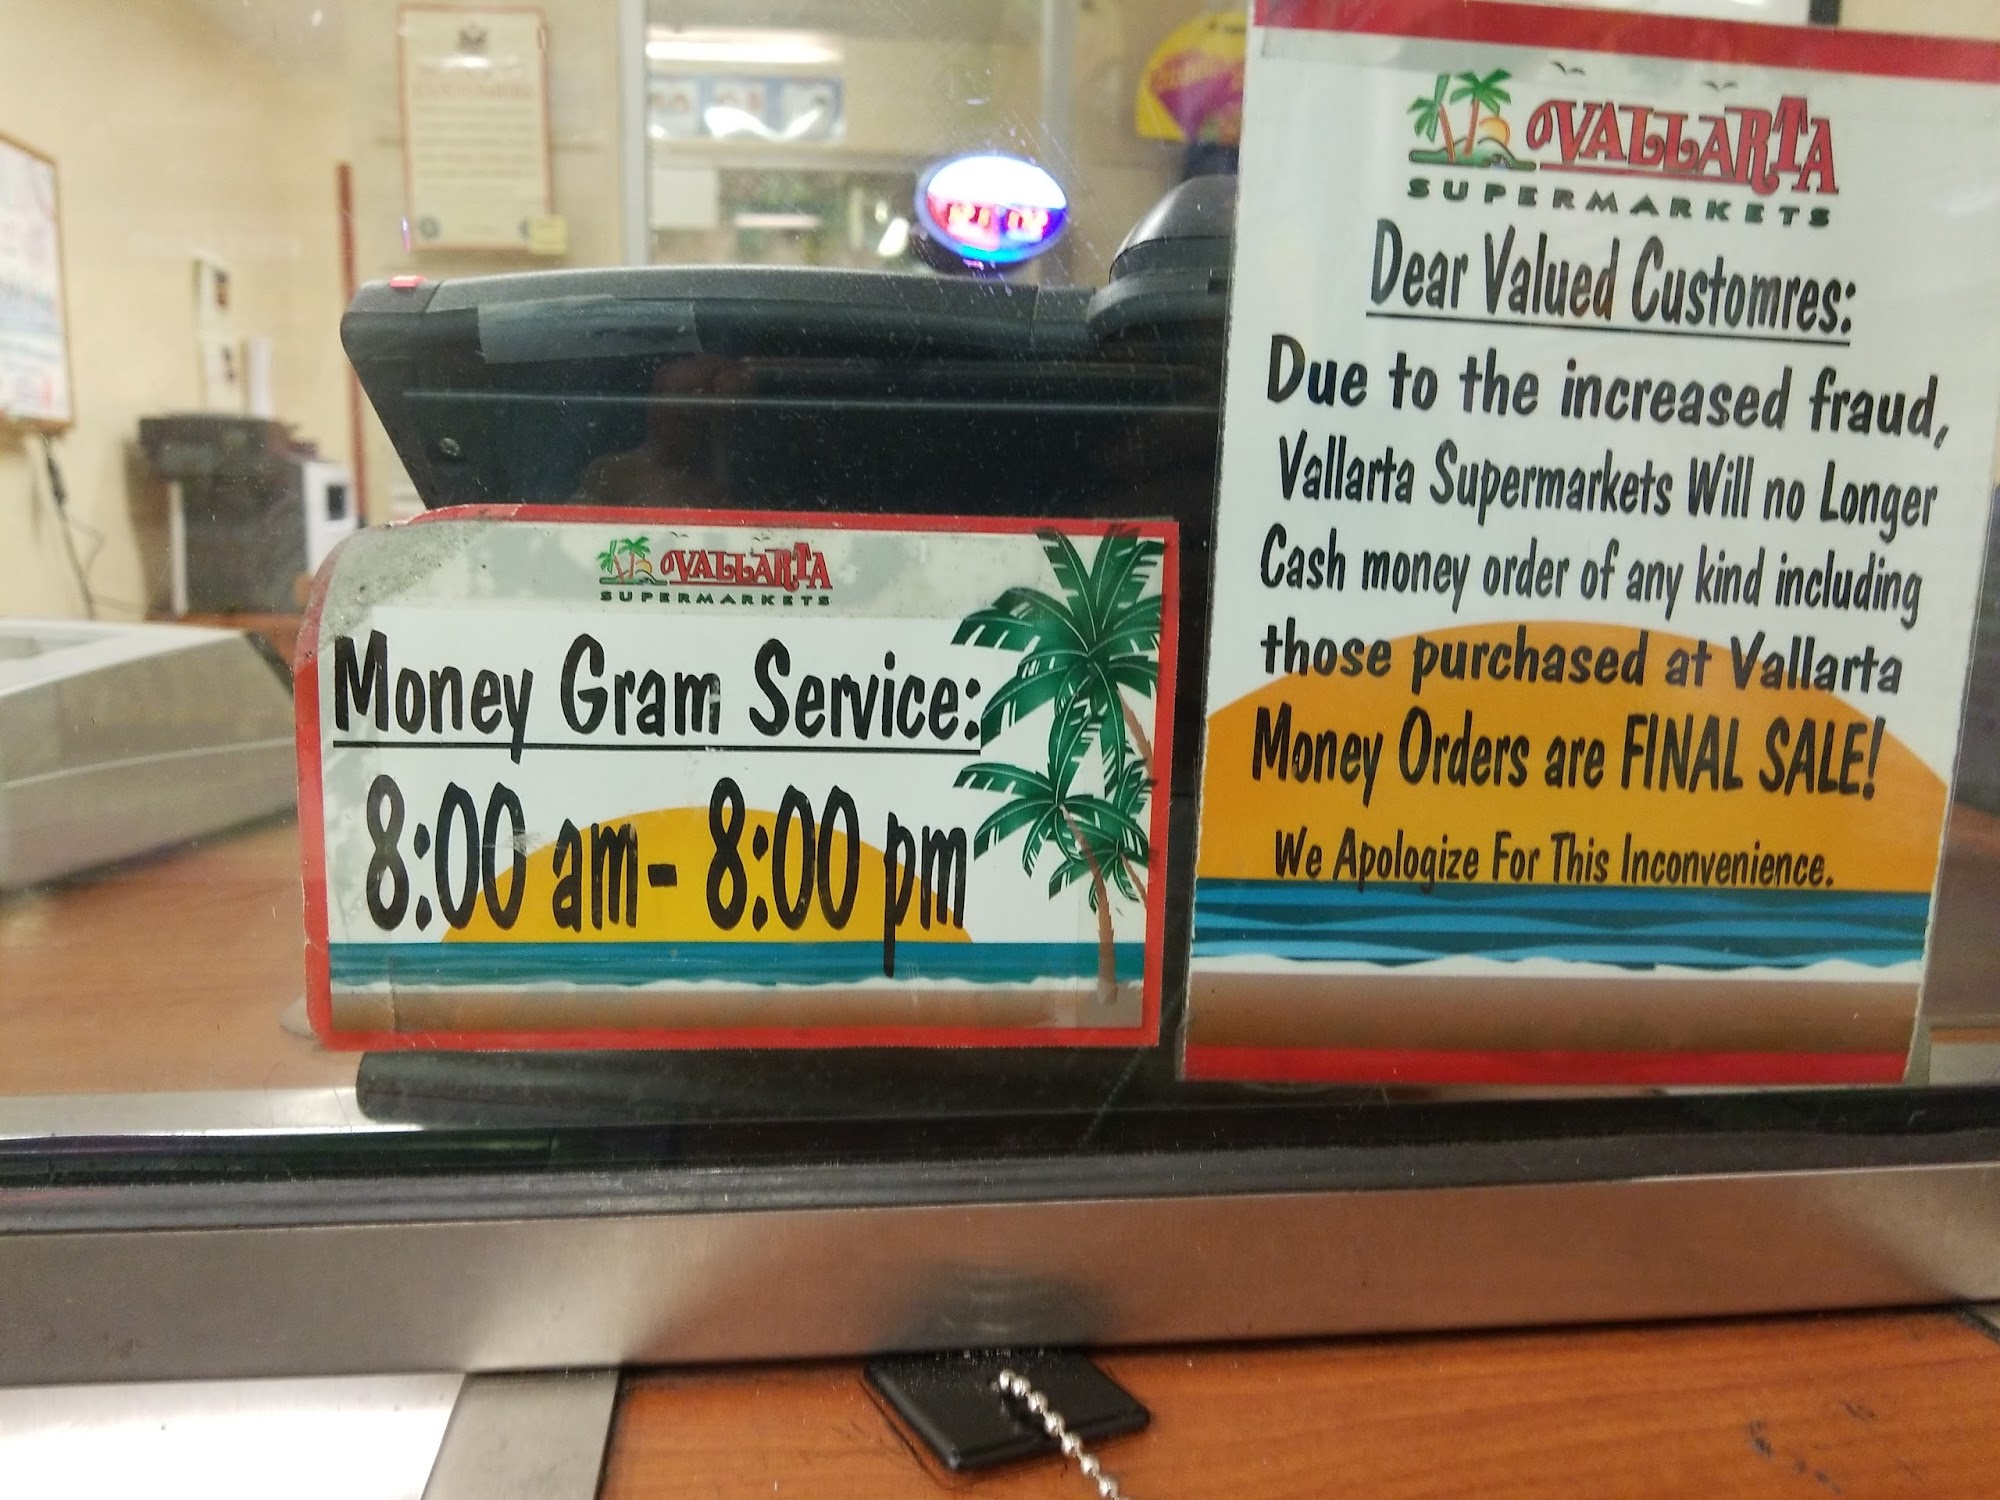 VALLARTA
SUPERMARKETS
Money Gram Service:
8:00 am- 8:00 pm
VALLARTA
SUPERMARKETS
Dear Valued Customres:
Due to the increased fraud,
Vallarta Supermarkets Will no Longer
Cash money order of any kind including
those purchased at Vallarta
Money Orders are FINAL SALE!
We Apologize For This Inconvenience.